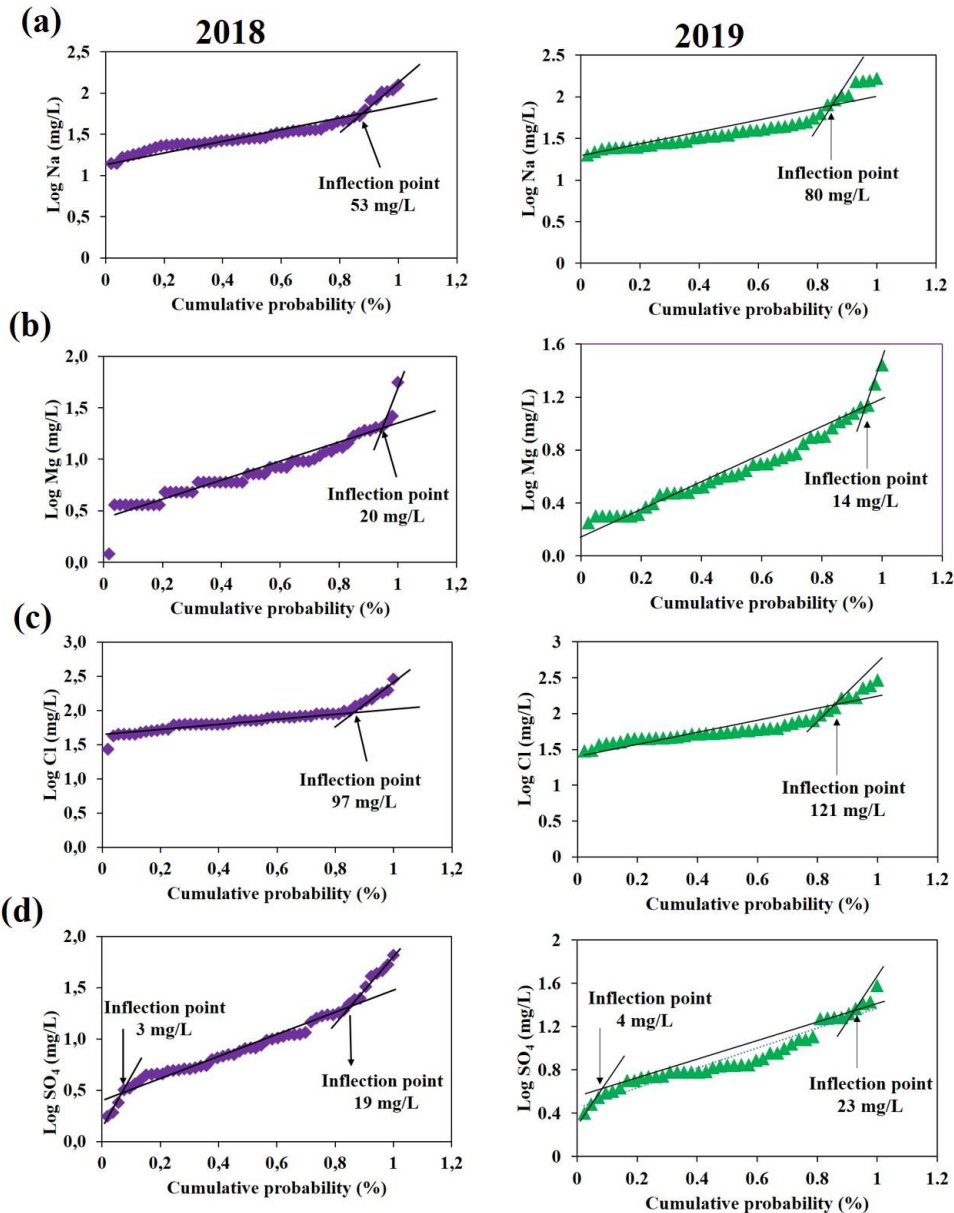 (a)
2018
2019
Log Na (mg/L)
2,5
2
1,5
1
0,5
0
0
0,2
0,4
0,6
0,8
1
1,2
Cumulative probability (%)
Inflection point
53 mg/L
Log Na (mg/L)
2.5
2
1.5
1
0.5
0
0
0.2
0.4
0.6
0.8
1
1.2
Cumulative probability (%)
Inflection point
80 mg/L
(b)
Log Mg (mg/L)
2,0
1,5
1,0
0,5
0,0
0
0,2
0,4
0,6
0,8
1
1,2
Cumulative probability (%)
Inflection point
20 mg/L
Log Mg (mg/L)
1.6
1.2
0.8
0.4
0.0
0
0.2
0.4
0.6
0.8
1
1.2
Cumulative probability (%)
Inflection point
14 mg/L
(c)
Log Cl (mg/L)
3,0
2,5
2,0
1,5
1,0
0,5
0,0
0
0,2
0,4
0,6
0,8
1
1,2
Cumulative probability (%)
Inflection point
97 mg/L
Log Cl (mg/L)
3
2.5
2
1.5
1
0.5
0
0
0.2
0.4
0.6
0.8
1
1.2
Cumulative probability (%)
Inflection point
121 mg/L
(d)
Log SO₄ (mg/L)
2,0
1,5
1,0
0,5
0,0
0
0,2
0,4
0,6
0,8
1
1,2
Cumulative probability (%)
Inflection point
3 mg/L
Inflection point
19 mg/L
Log SO₄ (mg/L)
2
1.6
1.2
0.8
0.4
0
0
0.2
0.4
0.6
0.8
1
1.2
Cumulative probability (%)
Inflection point
4 mg/L
Inflection point
23 mg/L